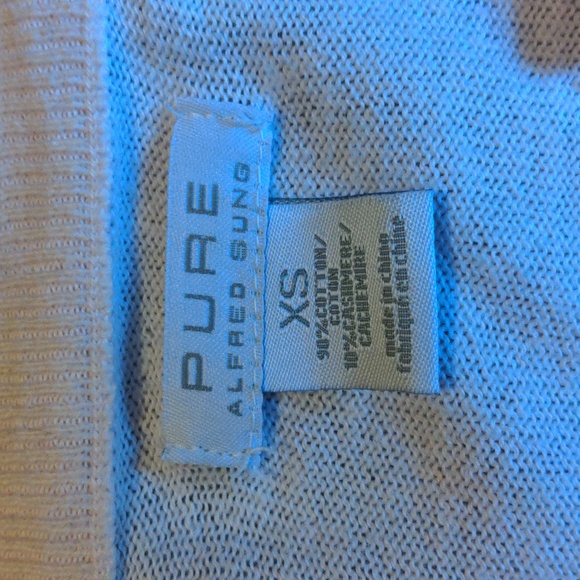 PURE
ALFRED SUNG
XS
90%COTTON/
COTON
10%CASHMERE/
CACHEMIRE
made in china
fabriqué en chine